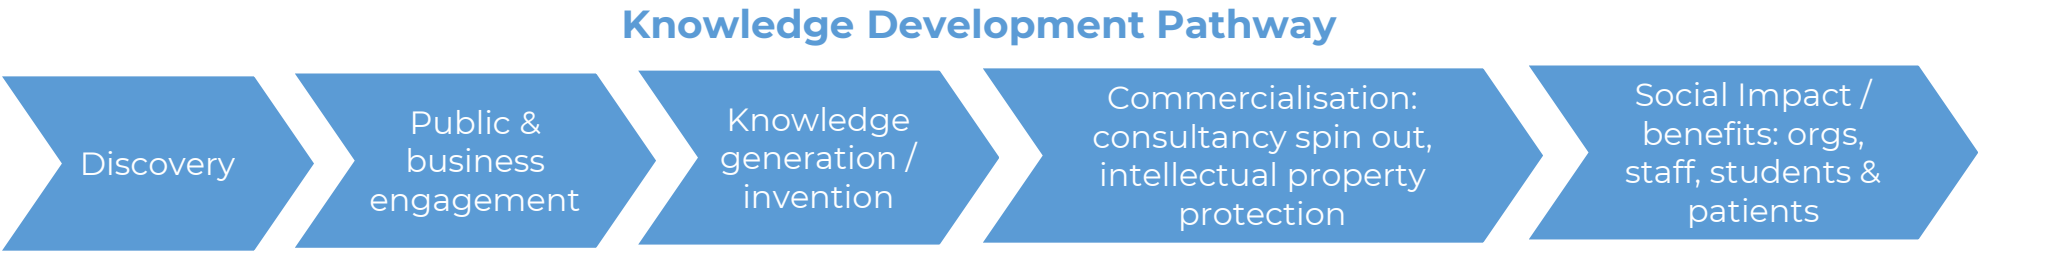 Knowledge Development Pathway
Discovery
Public &
business
engagement
Knowledge
generation /
invention
Commercialisation:
consultancy spin out,
intellectual property
protection
Social Impact /
benefits: orgs,
staff, students &
patients